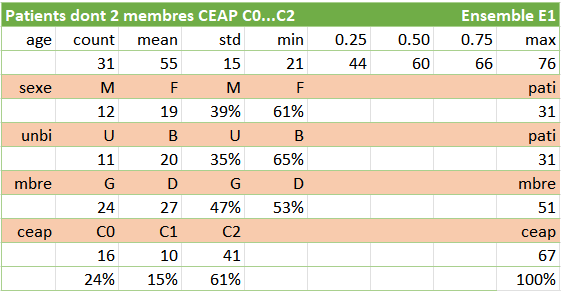 Patients dont 2 membres CEAP C0...C2 Ensemble E1
age count mean std min 0.25 0.50 0.75 max
31 55 15 21 44 60 66 76
sexe M F M F pati
12 19 39% 61% 31
unbi U B U B pati
11 20 35% 65% 31
mbre G D G D mbre
24 27 47% 53% 51
ceap C0 C1 C2 ceap
16 10 41 67
24% 15% 61% 100%